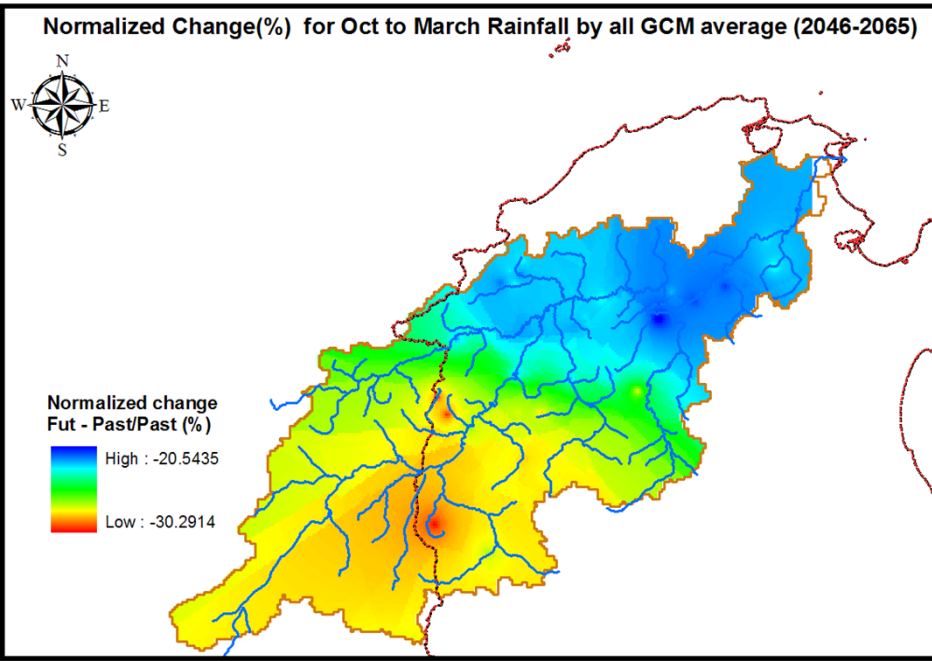 Normalized Change(%) for Oct to March Rainfall by all GCM average (2046-2065)
N
W E
S
Normalized change
Fut - Past/Past (%)
High : -20.5435
Low : -30.2914